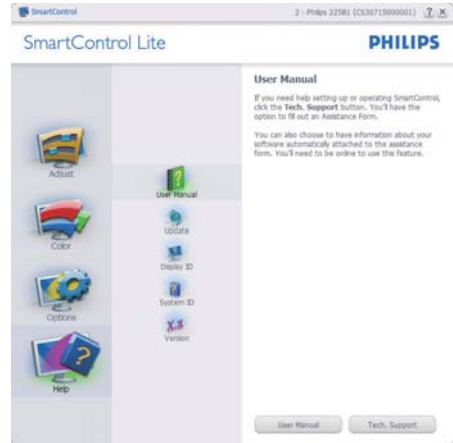 SmartControl
2 - Philips 225B1 (CS30715000001)
SmartControl Lite
PHILIPS
Adjust
Color
Options
Help
User Manual
Update
Display ID
System ID
Version
User Manual
If you need help setting up or operating SmartControl,
click the Tech. Support button. You'll have the
option to fill out an Assistance Form.
You can also choose to have information about your
software automatically attached to the assistance
form. You'll need to be online to use this feature.
User Manual
Tech. Support